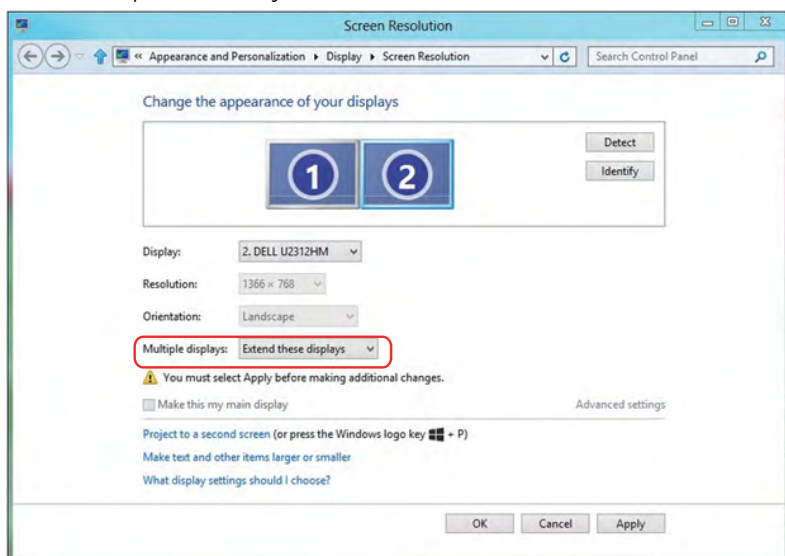 Screen Resolution
« Appearance and Personalization ▸ Display ▸ Screen Resolution
Search Control Panel
Change the appearance of your displays
1 2
Detect
Identify
Display: 2. DELL U2312HM
Resolution: 1366 × 768
Orientation: Landscape
Multiple displays: Extend these displays
You must select Apply before making additional changes.
Make this my main display Advanced settings
Project to a second screen (or press the Windows logo key + P)
Make text and other items larger or smaller
What display settings should I choose?
OK Cancel Apply